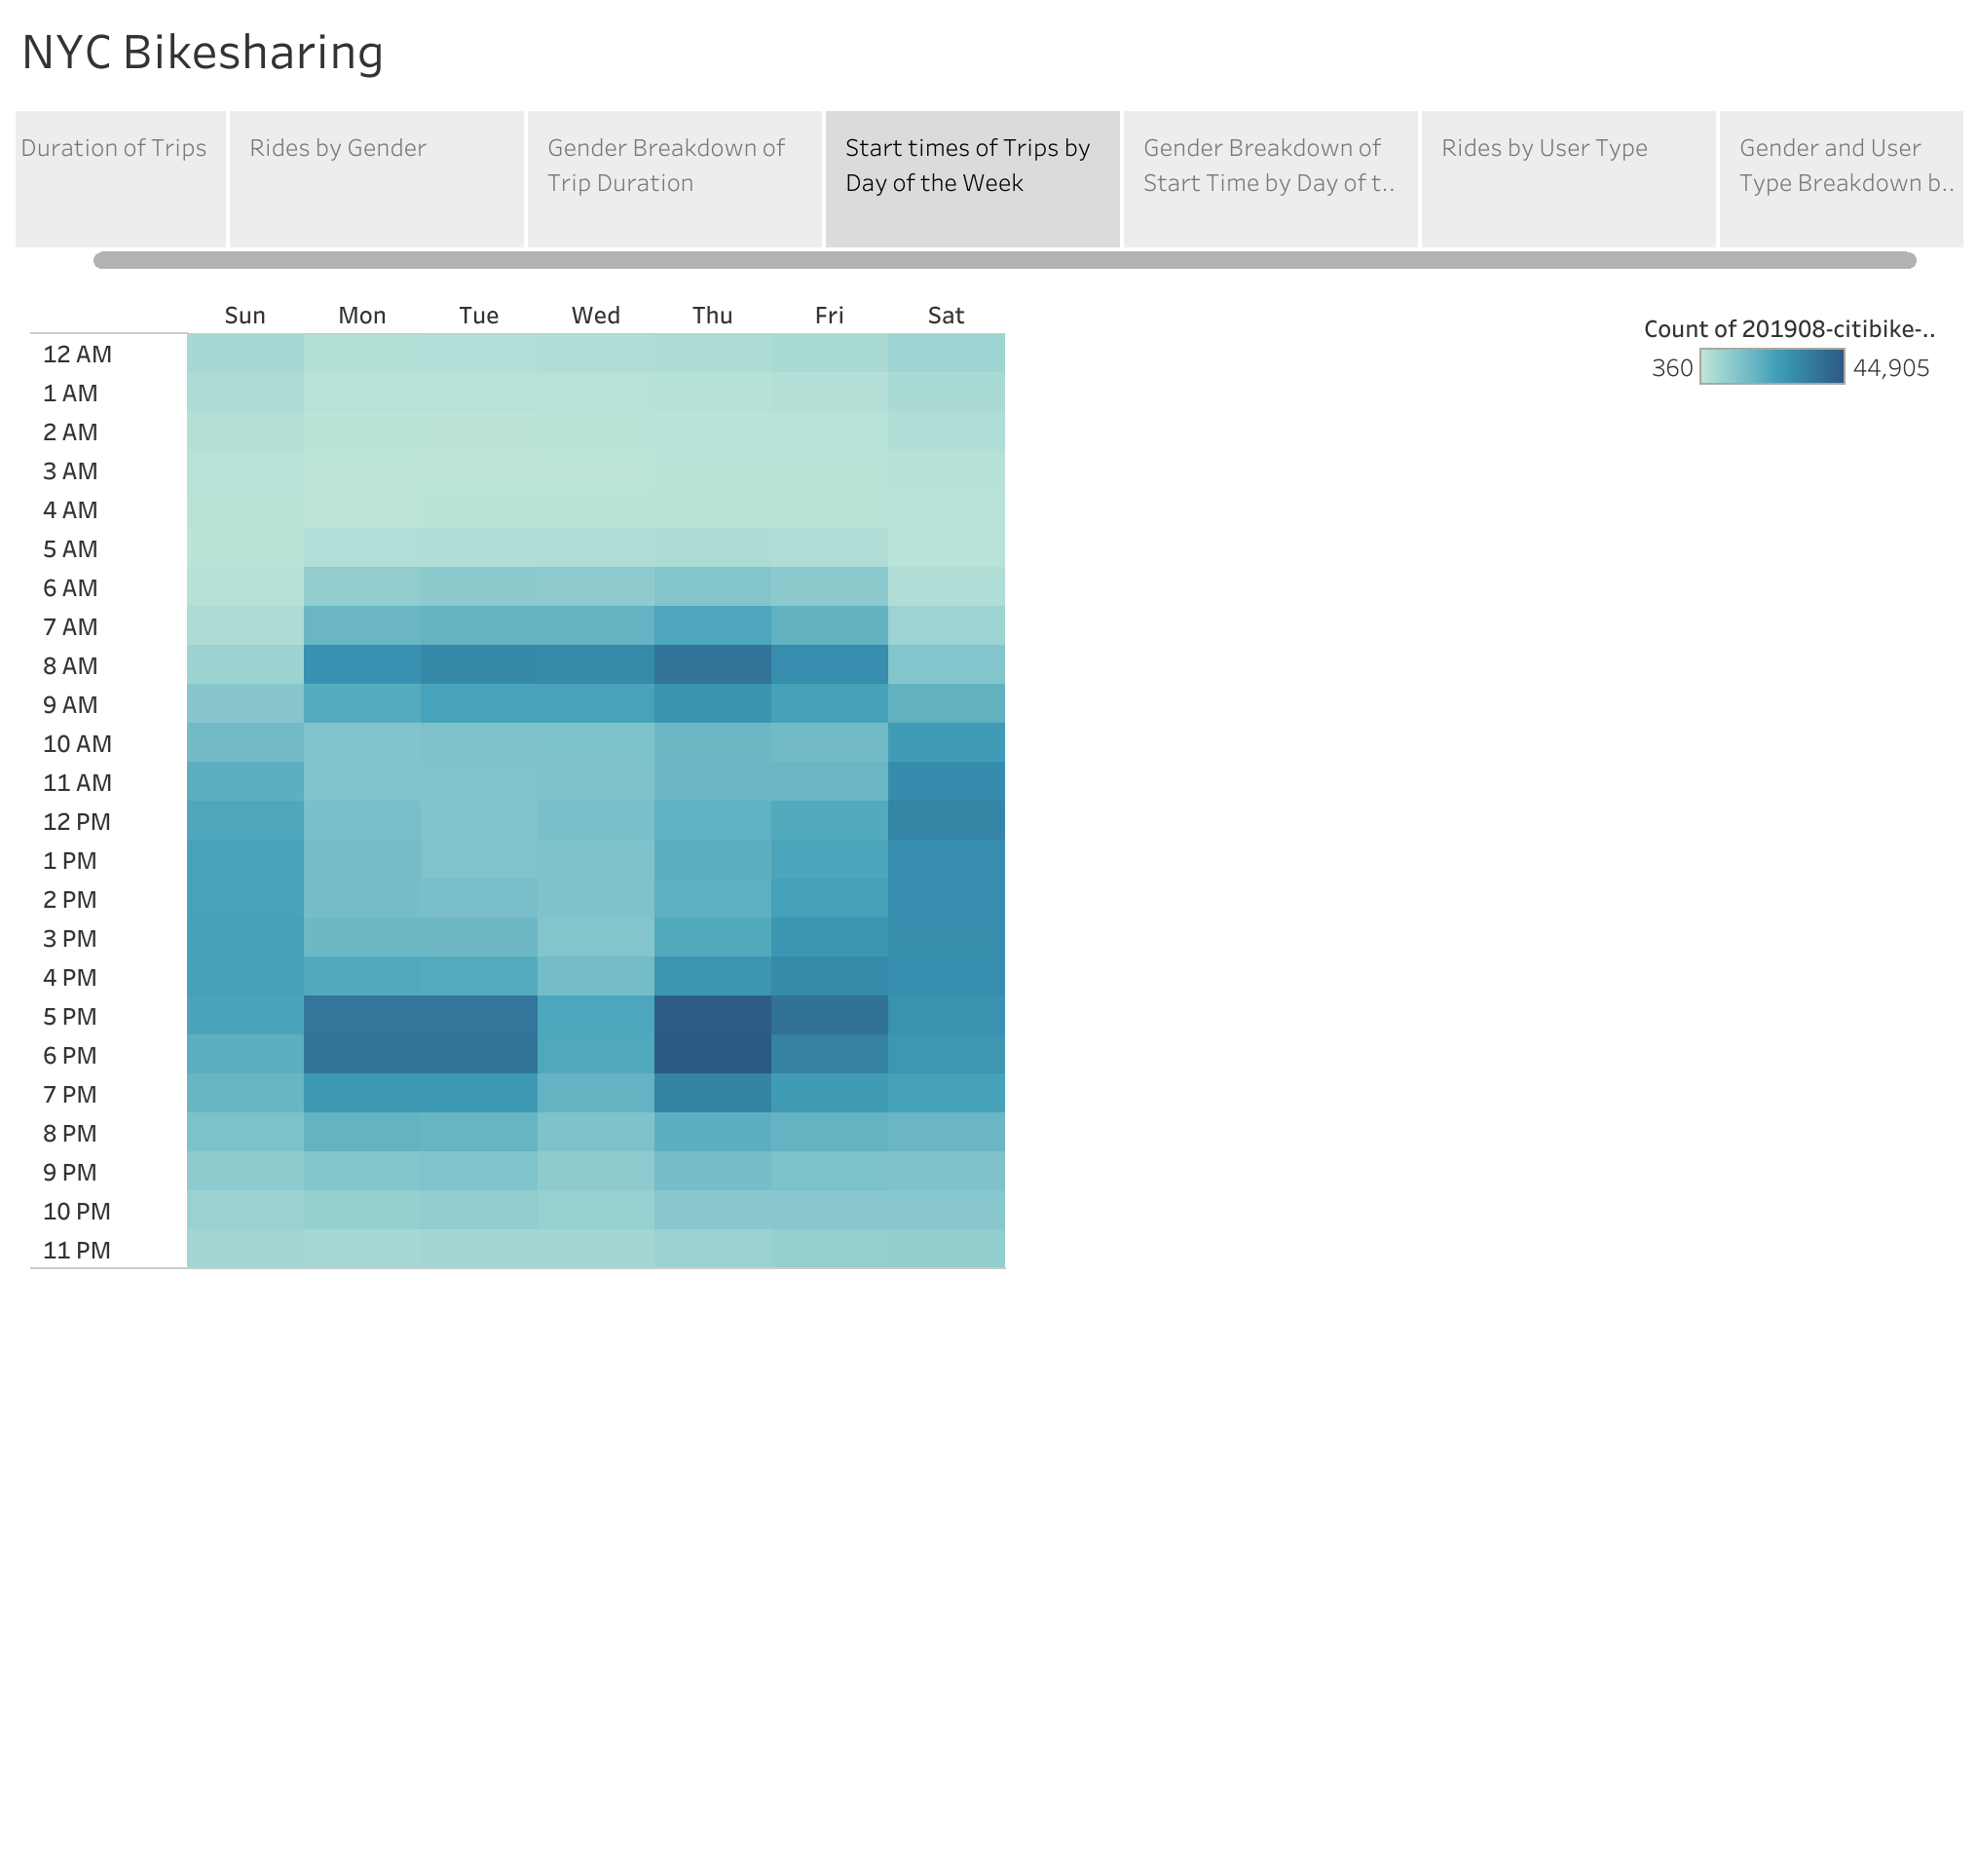 NYC Bikesharing
Duration of Trips
Rides by Gender
Gender Breakdown of
Trip Duration
Start times of Trips by
Day of the Week
Gender Breakdown of
Start Time by Day of t..
Rides by User Type
Gender and User
Type Breakdown b..
Sun Mon Tue Wed Thu Fri Sat
Count of 201908-citibike-..
360 44,905
12 AM
1 AM
2 AM
3 AM
4 AM
5 AM
6 AM
7 AM
8 AM
9 AM
10 AM
11 AM
12 PM
1 PM
2 PM
3 PM
4 PM
5 PM
6 PM
7 PM
8 PM
9 PM
10 PM
11 PM